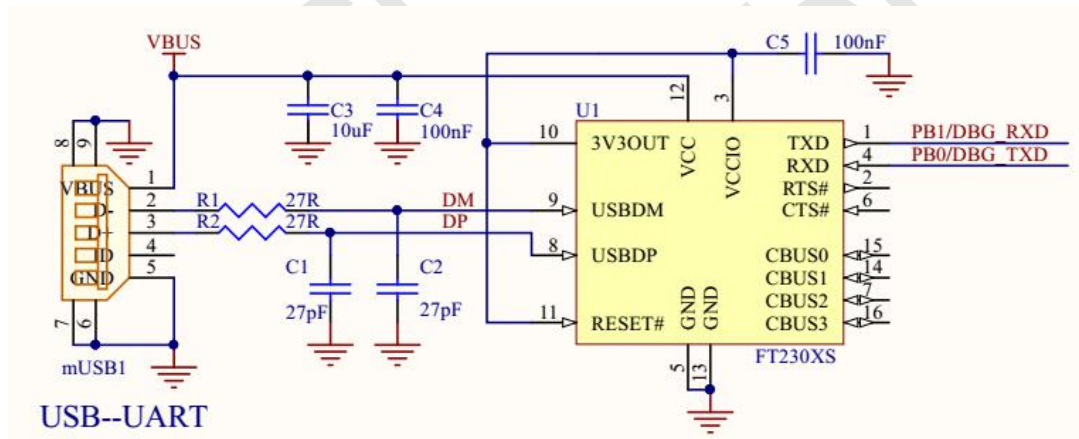 VBUS
C5 100nF
12
3
C3
10uF
C4
100nF
U1
8
9
10 3V3OUT
VCC
VCCIO
TXD 1 PB1/DBG_RXD
RXD 4 PB0/DBG_TXD
RTS# 2
CTS# 6
VBUS 1
D- 2 R1 27R DM 9 USBDM
D+ 3 R2 27R DP 8 USBDP
ID 4
GND 5
CBUS0 15
CBUS1 14
CBUS2 7
CBUS3 16
C1
27pF
C2
27pF
11 RESET#
GND
GND
7
6
5
13
FT230XS
mUSB1
USB--UART